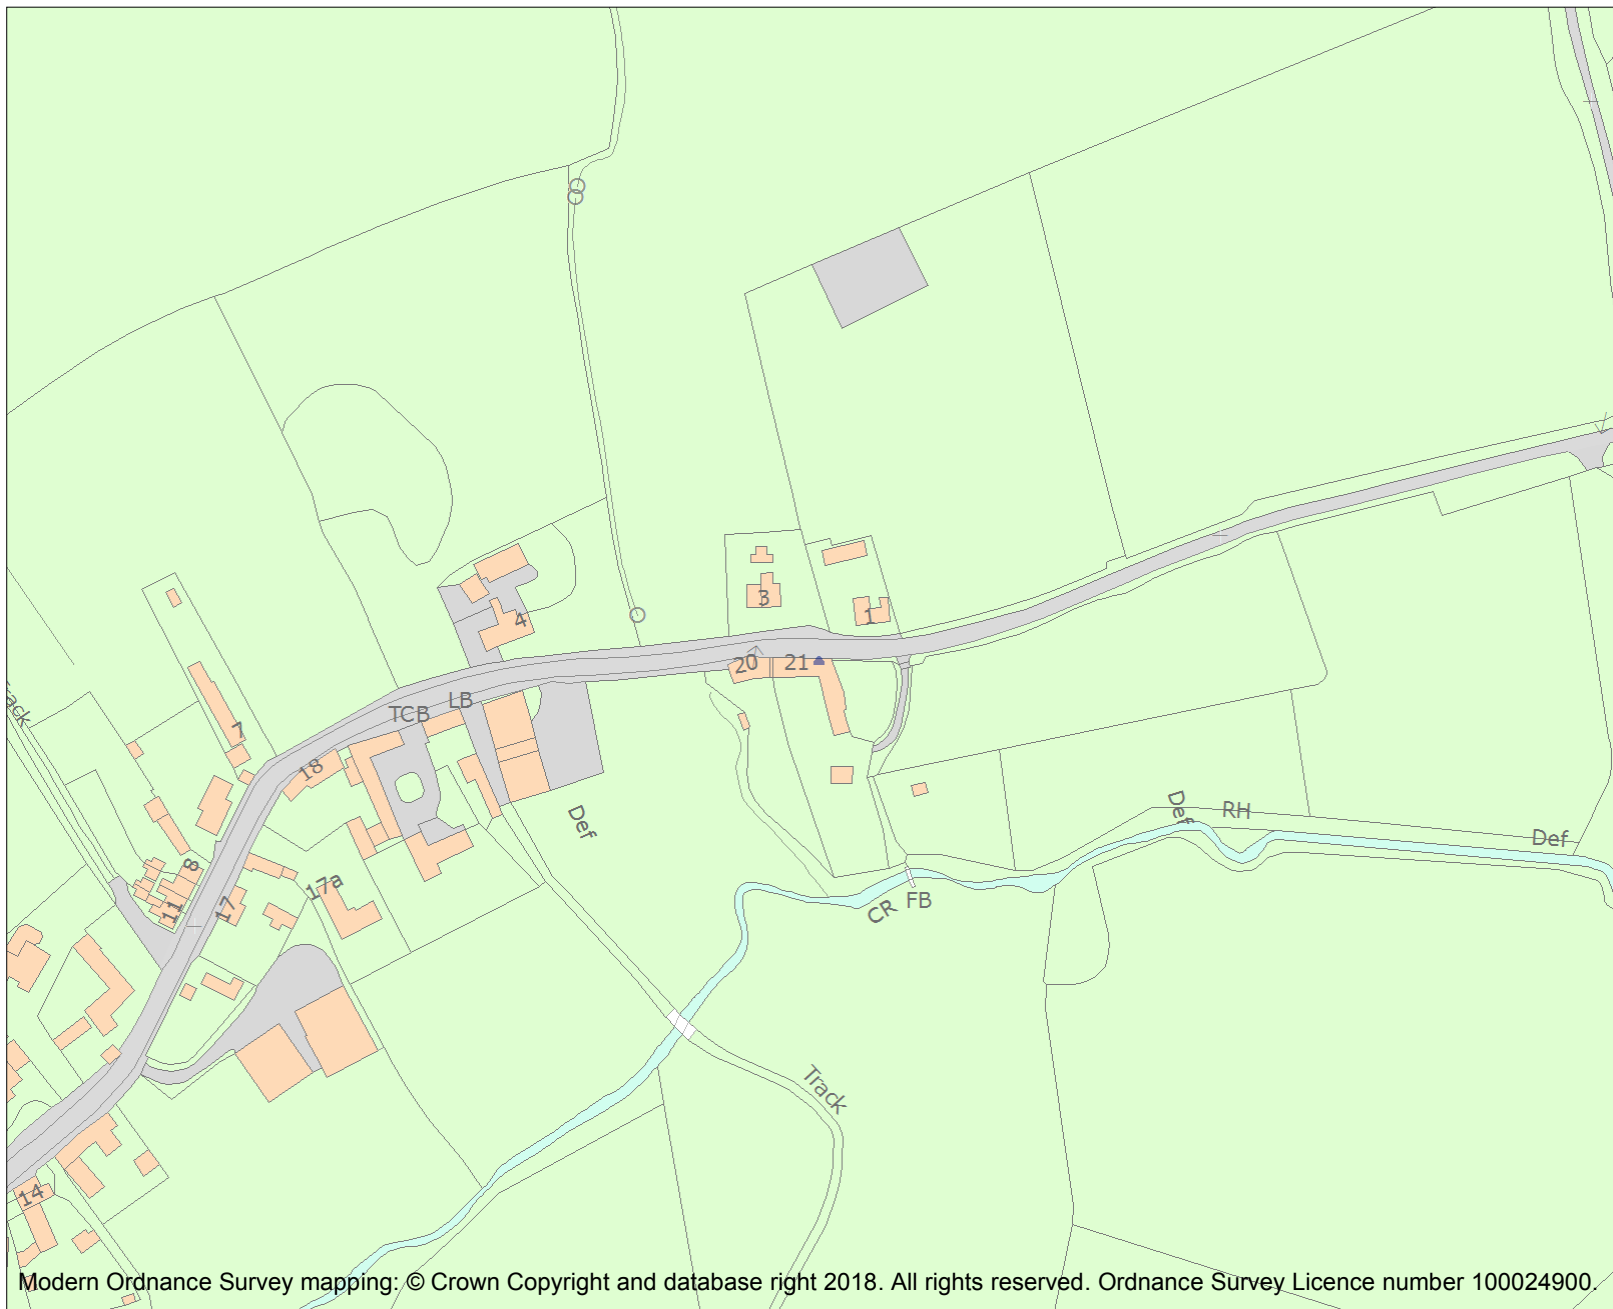 4
3
1
20
21
LB
TCB
7
18
Def
Def
RH
Def
8
11
17
17a
CR
FB
Track
14
Modern Ordnance Survey mapping: © Crown Copyright and database right 2018. All rights reserved. Ordnance Survey Licence number 100024900.